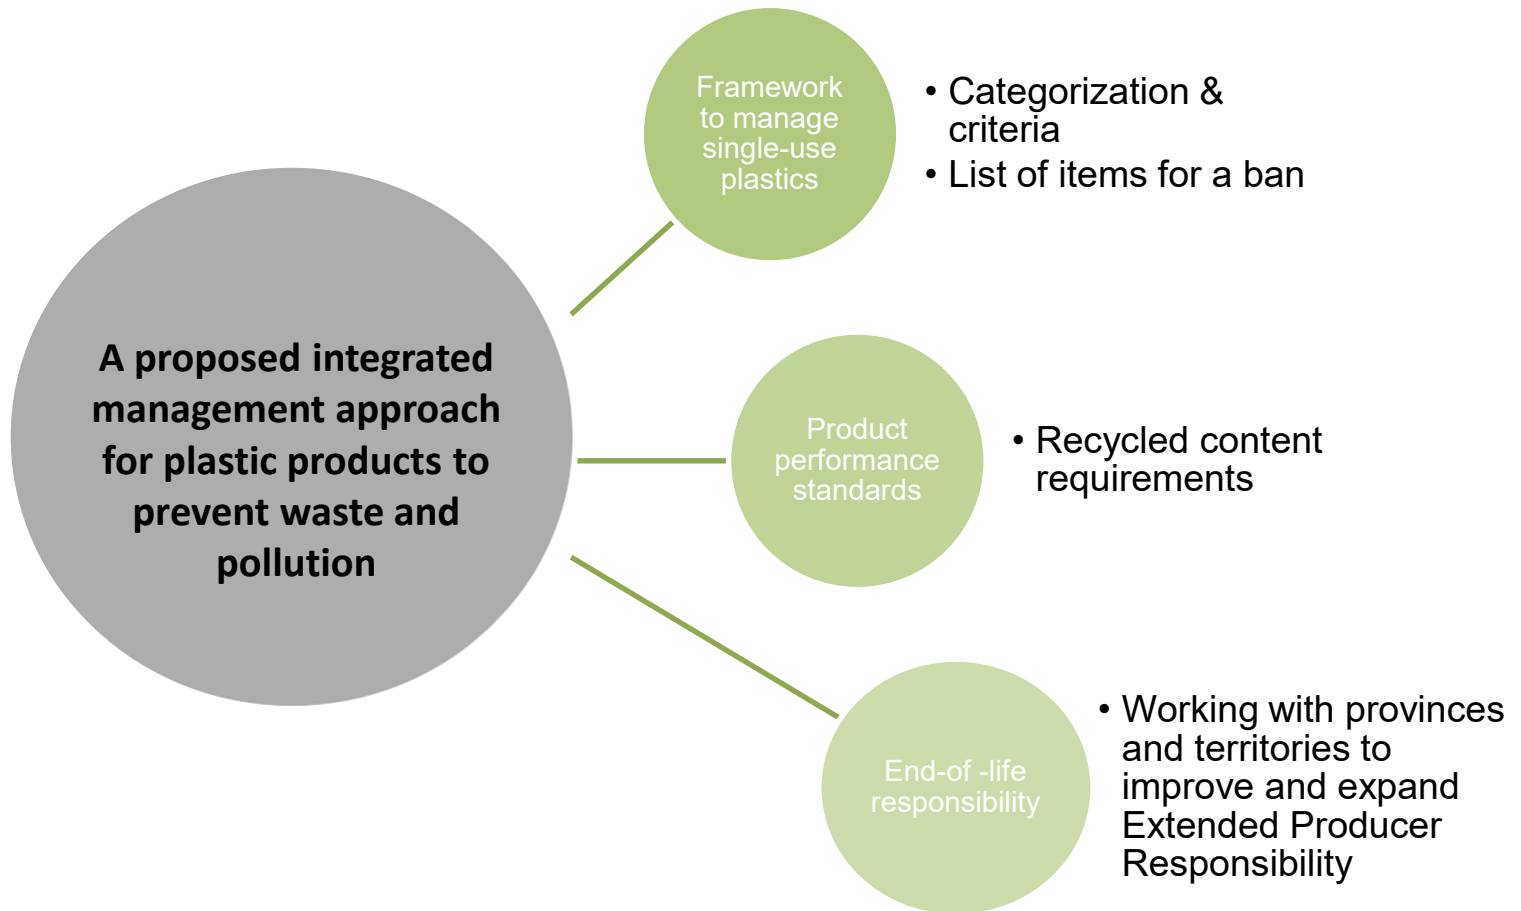 A proposed integrated
management approach
for plastic products to
prevent waste and
pollution
Framework
to manage
single-use
plastics
• Categorization &
criteria
• List of items for a ban
Product
performance
standards
• Recycled content
requirements
End-of -life
responsibility
• Working with provinces
and territories to
improve and expand
Extended Producer
Responsibility